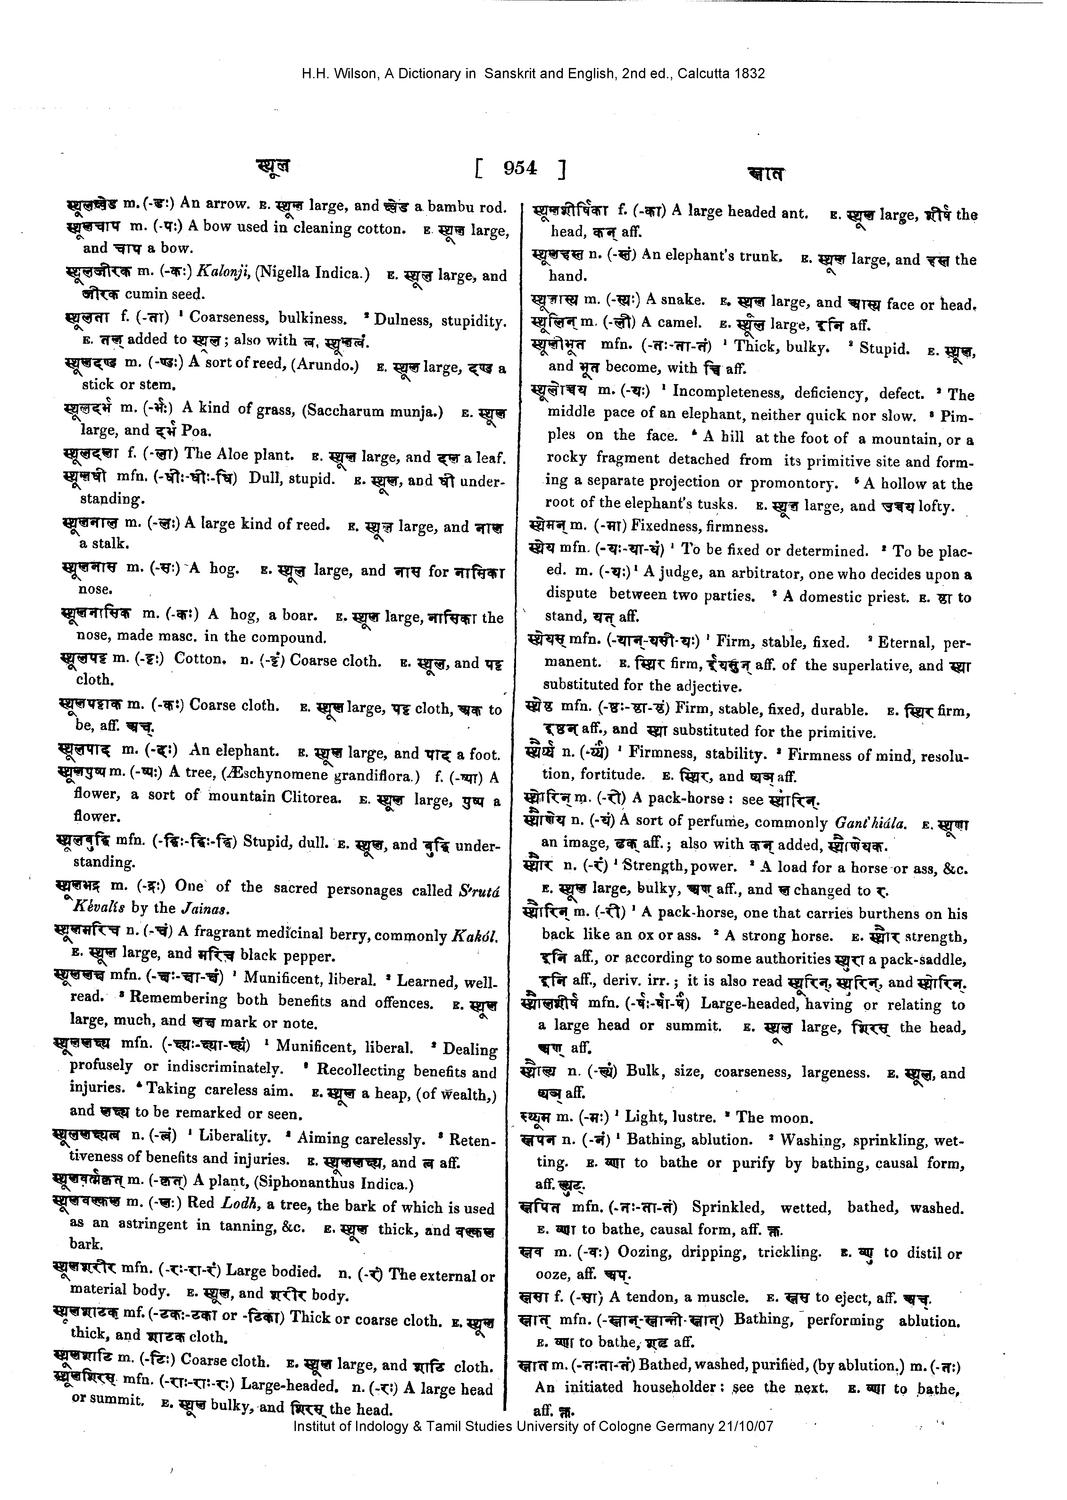 H.H. Wilson, A Dictionary in Sanskrit and English, 2nd ed., Calcutta 1832
स्थूल [ 954 ] स्नात
स्थूलक्ष्वेड m. (-डः) An arrow. E. स्थूल large, and क्ष्वेड a bambu rod.
स्थूलचाप m. (-पः) A bow used in cleaning cotton. E. स्थूल large,
and चाप a bow.
स्थूलजीरक m. (-कः) Kalonji, (Nigella Indica.) E. स्थूल large, and
जीरक cumin seed.
स्थूलता f. (-ता) ¹ Coarseness, bulkiness. ² Dulness, stupidity.
E. तल् added to स्थूल; also with त्व, स्थूलत्वं.
स्थूलदण्ड m. (-ण्डः) A sort of reed, (Arundo.) E. स्थूल large, दण्ड a
stick or stem.
स्थूलदर्भ m. (-र्भः) A kind of grass, (Saccharum munja.) E. स्थूल
large, and दर्भ Poa.
स्थूलदला f. (-ला) The Aloe plant. E. स्थूल large, and दल a leaf.
स्थूलधी mfn. (-धीः-धीः-धि) Dull, stupid. E. स्थूल, and धी under-
standing.
स्थूलनाल m. (-लः) A large kind of reed. E. स्थूल large, and नाल
a stalk.
स्थूलनास m. (-सः) A hog. E. स्थूल large, and नास for नासिका
nose.
स्थूलनासिक m. (-कः) A hog, a boar. E. स्थूल large, नासिका the
nose, made masc. in the compound.
स्थूलपट्ट m. (-ट्टः) Cotton. n. (-ट्टं) Coarse cloth. E. स्थूल, and पट्ट
cloth.
स्थूलपट्टाक m. (-कः) Coarse cloth. E. स्थूल large, पट्ट cloth, अक to
be, aff. अच्.
स्थूलपाद m. (-दः) An elephant. E. स्थूल large, and पाद a foot.
स्थूलपुष्प m. (-ष्पः) A tree, (Æschynomene grandiflora.) f. (-ष्पा) A
flower, a sort of mountain Clitorea. E. स्थूल large, पुष्प a
flower.
स्थूलबुद्धि mfn. (-द्धिः-द्धिः-द्धि) Stupid, dull. E. स्थूल, and बुद्धि under-
standing.
स्थूलभद्र m. (-द्रः) One of the sacred personages called S'rutá
Kévalis by the Jainas.
स्थूलमरिच n. (-चं) A fragrant medicinal berry, commonly Kakól.
E. स्थूल large, and मरिच black pepper.
स्थूललक्ष mfn. (-क्षः-क्षा-क्षं) ¹ Munificent, liberal. ² Learned, well-
read. ³ Remembering both benefits and offences. E. स्थूल
large, much, and लक्ष mark or note.
स्थूललक्ष्य mfn. (-क्ष्यः-क्ष्या-क्ष्यं) ¹ Munificent, liberal. ² Dealing
profusely or indiscriminately. ³ Recollecting benefits and
injuries. ⁴ Taking careless aim. E. स्थूल a heap, (of wealth,)
and लक्ष्य to be remarked or seen.
स्थूललक्ष्यत्व n. (-त्वं) ¹ Liberality. ² Aiming carelessly. ³ Reten-
tiveness of benefits and injuries. E. स्थूललक्ष्य, and त्व aff.
स्थूलवर्त्मकृत् m. (-कृत्) A plant, (Siphonanthus Indica.)
स्थूलवल्कल m. (-लः) Red Lodh, a tree, the bark of which is used
as an astringent in tanning, &c. E. स्थूल thick, and वल्कल
bark.
स्थूलशरीर mfn. (-रः-रा-रं) Large bodied. n. (-रं) The external or
material body. E. स्थूल, and शरीर body.
स्थूलशाटक mf. (-टकः-टका or -टिका) Thick or coarse cloth. E. स्थूल
thick, and शाटक cloth.
स्थूलशाटि m. (-टिः) Coarse cloth. E. स्थूल large, and शाटि cloth.
स्थूलशिरस् mfn. (-राः-राः-रः) Large-headed. n. (-रः) A large head
or summit. E. स्थूल bulky, and शिरस् the head.
स्थूलशीर्षिका f. (-का) A large headed ant. E. स्थूल large, शीर्ष the
head, कन् aff.
स्थूलहस्त n. (-स्तं) An elephant's trunk. E. स्थूल large, and हस्त the
hand.
स्थूलास्य m. (-स्यः) A snake. E. स्थूल large, and आस्य face or head.
स्थूलिन् m. (-ली) A camel. E. स्थूल large, इनि aff.
स्थूलीभूत mfn. (-तः-ता-तं) ¹ Thick, bulky. ² Stupid. E. स्थूल,
and भूत become, with च्वि aff.
स्थूलोच्चय m. (-यः) ¹ Incompleteness, deficiency, defect. ² The
middle pace of an elephant, neither quick nor slow. ³ Pim-
ples on the face. ⁴ A hill at the foot of a mountain, or a
rocky fragment detached from its primitive site and form-
ing a separate projection or promontory. ⁵ A hollow at the
root of the elephant's tusks. E. स्थूल large, and उच्चय lofty.
स्थेमन् m. (-मा) Fixedness, firmness.
स्थेय mfn. (-यः-या-यं) ¹ To be fixed or determined. ² To be plac-
ed. m. (-यः) ¹ A judge, an arbitrator, one who decides upon a
dispute between two parties. ² A domestic priest. E. ष्ठा to
stand, यत् aff.
स्थेयस् mfn. (-यान्-यसी-यः) ¹ Firm, stable, fixed. ² Eternal, per-
manent. E. स्थिर firm, ईयसुन् aff. of the superlative, and स्था
substituted for the adjective.
स्थेष्ठ mfn. (-ष्ठः-ष्ठा-ष्ठं) Firm, stable, fixed, durable. E. स्थिर firm,
इष्ठन् aff., and स्था substituted for the primitive.
स्थैर्य्य n. (-र्य्यं) ¹ Firmness, stability. ² Firmness of mind, resolu-
tion, fortitude. E. स्थिर, and ष्यञ् aff.
स्थोरिन् m. (-री) A pack-horse: see स्थौरिन्.
स्थौणेय n. (-यं) A sort of perfume, commonly Gant'hiála. E. स्थूणा
an image, ढक् aff.; also with कन् added, स्थौणेयक.
स्थौर n. (-रं) ¹ Strength, power. ² A load for a horse or ass, &c.
E. स्थूल large, bulky, अण् aff., and ल changed to र.
स्थौरिन् m. (-री) ¹ A pack-horse, one that carries burthens on his
back like an ox or ass. ² A strong horse. E. स्थौर strength,
इनि aff., or according to some authorities स्थुरा a pack-saddle,
इनि aff., deriv. irr.; it is also read स्थूरिन्, स्थुरिन्, and स्थोरिन्.
स्थौलशीर्ष mfn. (-र्षः-र्षा-र्षं) Large-headed, having or relating to
a large head or summit. E. स्थूल large, शिरस् the head,
अण् aff.
स्थौल्य n. (-ल्यं) Bulk, size, coarseness, largeness. E. स्थूल, and
ष्यञ् aff.
स्थ्यूम m. (-मः) ¹ Light, lustre. ² The moon.
स्नपन n. (-नं) ¹ Bathing, ablution. ² Washing, sprinkling, wet-
ting. E. ष्णा to bathe or purify by bathing, causal form,
aff. ल्युट्.
स्नपित mfn. (-तः-ता-तं) Sprinkled, wetted, bathed, washed.
E. ष्णा to bathe, causal form, aff. क्त.
स्नव m. (-वः) Oozing, dripping, trickling. E. ष्णु to distil or
ooze, aff. अप्.
स्नसा f. (-सा) A tendon, a muscle. E. स्नस to eject, aff. अच्.
स्नात् mfn. (-स्नान्-स्नान्ती-स्नात्) Bathing, performing ablution.
E. ष्णा to bathe, शतृ aff.
स्नात m. (-तःता-तं) Bathed, washed, purified, (by ablution.) m. (-तः)
An initiated householder: see the next. E. ष्णा to bathe,
aff. क्त.
Institut of Indology & Tamil Studies University of Cologne Germany 21/10/07